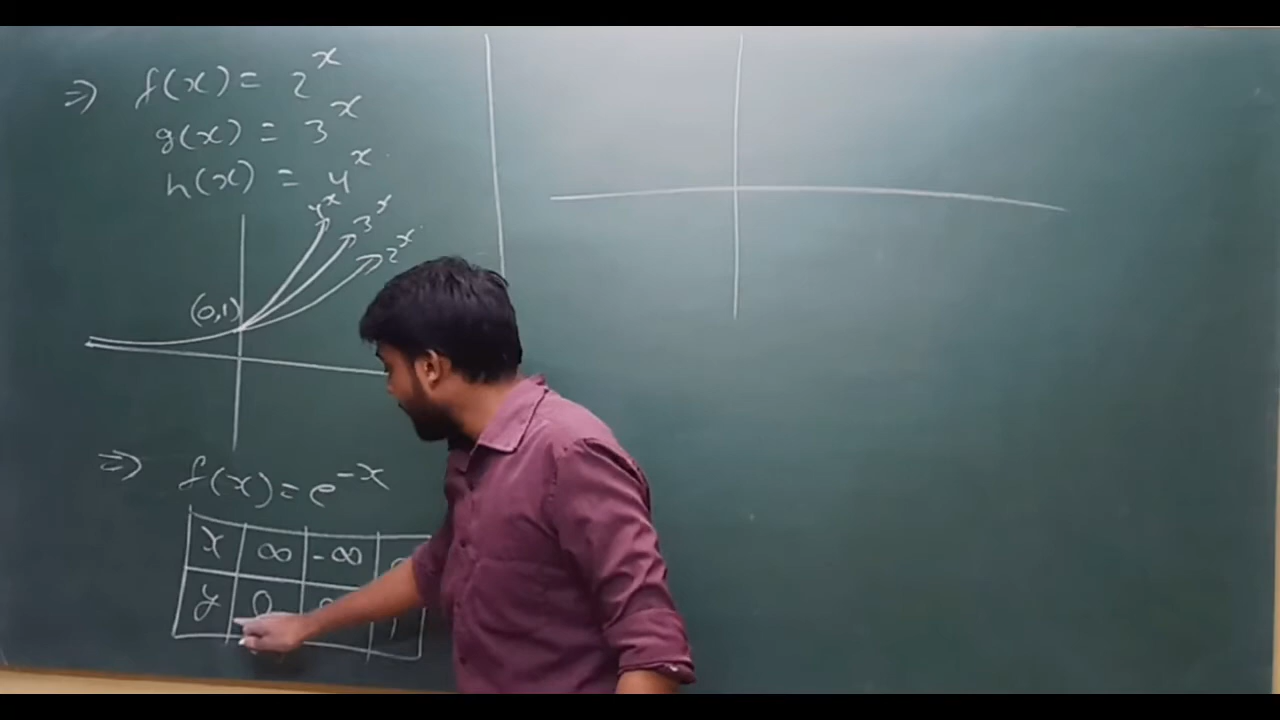 ⇒ f(x) = 2^x
g(x) = 3^x
h(x) = 4^x
4^x 3^x 2^x
(0,1)
⇒ f(x) = e^-x
x ∞ -∞
y 0